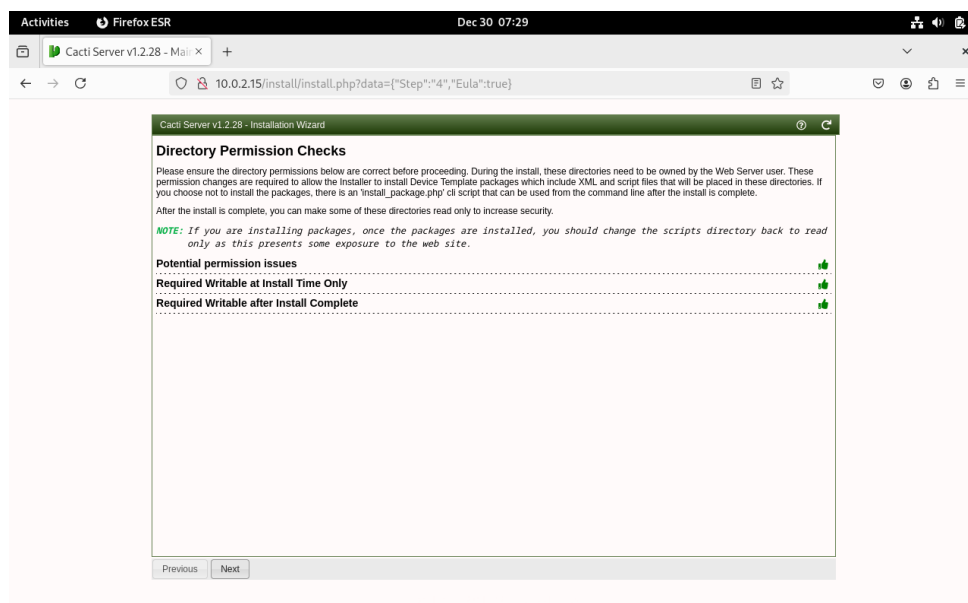 Activities Firefox ESR Dec 30 07:29
Cacti Server v1.2.28 - Mair
10.0.2.15/install/install.php?data={"Step":"4","Eula":true}
Cacti Server v1.2.28 - Installation Wizard
Directory Permission Checks
Please ensure the directory permissions below are correct before proceeding. During the install, these directories need to be owned by the Web Server user. These
permission changes are required to allow the Installer to install Device Template packages which include XML and script files that will be placed in these directories. If
you choose not to install the packages, there is an 'install_package.php' cli script that can be used from the command line after the install is complete.
After the install is complete, you can make some of these directories read only to increase security.
NOTE: If you are installing packages, once the packages are installed, you should change the scripts directory back to read
only as this presents some exposure to the web site.
Potential permission issues
Required Writable at Install Time Only
Required Writable after Install Complete
Previous Next